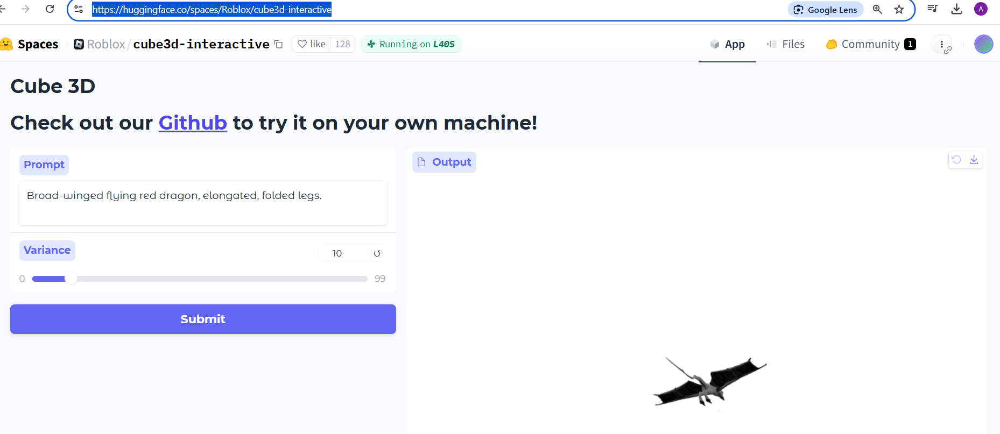 https://huggingface.co/spaces/Roblox/cube3d-interactive
Google Lens
A
Spaces
Roblox/cube3d-interactive
like 128
Running on L40S
App
Files
Community 1
Cube 3D
Check out our Github to try it on your own machine!
Prompt
Broad-winged flying red dragon, elongated, folded legs.
Variance
10
0
99
Submit
Output